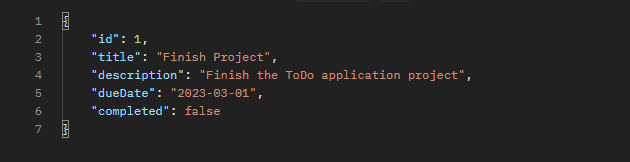 1 {
2 "id": 1,
3 "title": "Finish Project",
4 "description": "Finish the ToDo application project",
5 "dueDate": "2023-03-01",
6 "completed": false
7 }